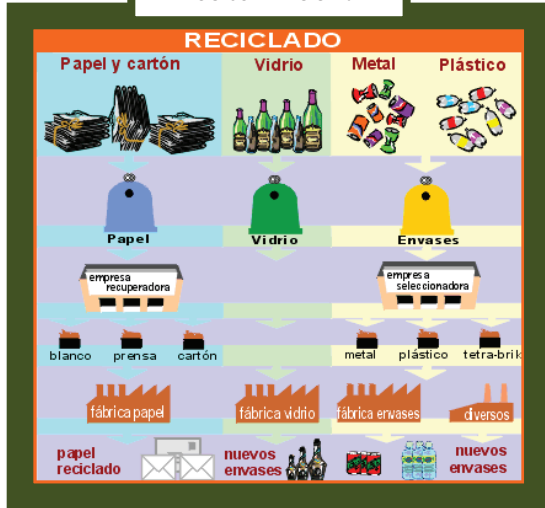 RECICLADO
Papel y cartón Vidrio Metal Plástico
Papel Vidrio Envases
empresa
recuperadora
empresa
seleccionadora
blanco prensa cartón metal plástico tetra-brik
fábrica papel fábrica vidrio fábrica envases diversos
papel
reciclado
nuevos
envases
nuevos
envases